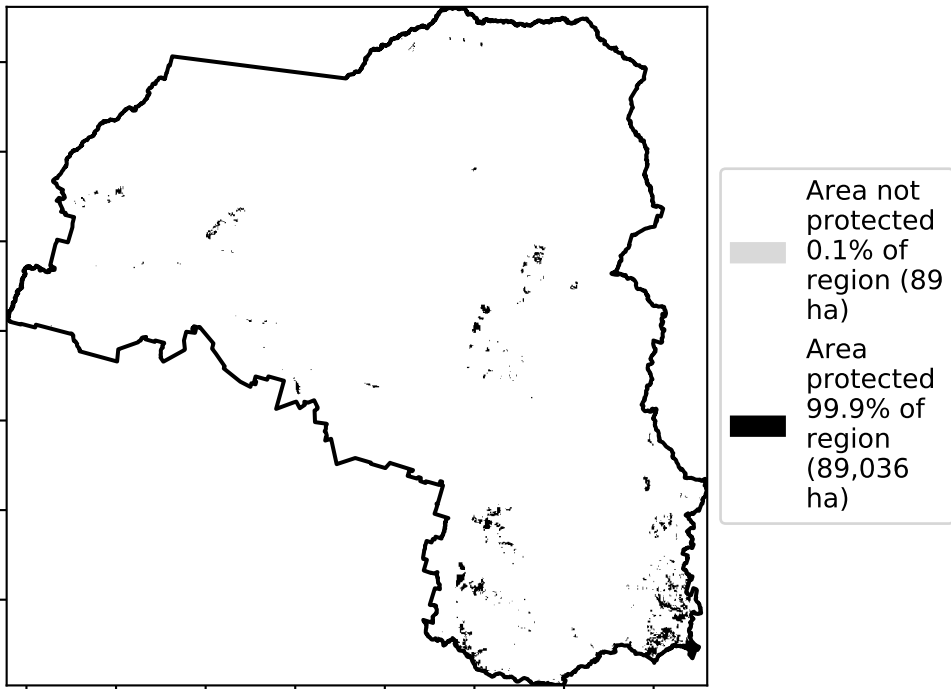 Area not
protected
0.1% of
region (89
ha)
Area
protected
99.9% of
region
(89,036
ha)